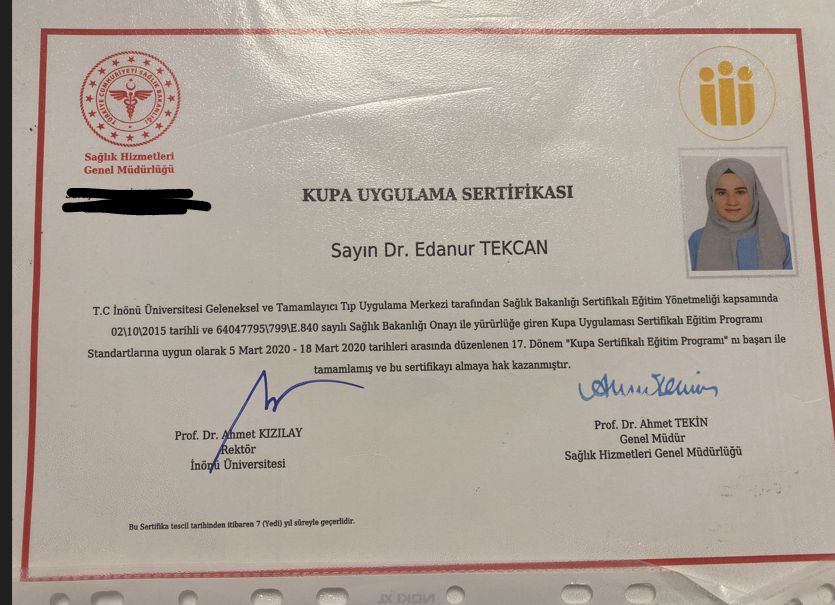 TÜRKİYE CUMHURİYETİ SAĞLIK BAKANLIĞI
Sağlık Hizmetleri
Genel Müdürlüğü
KUPA UYGULAMA SERTİFİKASI
Sayın Dr. Edanur TEKCAN
T.C İnönü Üniversitesi Geleneksel ve Tamamlayıcı Tıp Uygulama Merkezi tarafından Sağlık Bakanlığı Sertifikalı Eğitim Yönetmeliği kapsamında
02\10\2015 tarihli ve 64047795\799\E.840 sayılı Sağlık Bakanlığı Onayı ile yürürlüğe giren Kupa Uygulaması Sertifikalı Eğitim Programı
Standartlarına uygun olarak 5 Mart 2020 - 18 Mart 2020 tarihleri arasında düzenlenen 17. Dönem "Kupa Sertifikalı Eğitim Programı" nı başarı ile
tamamlamış ve bu sertifikayı almaya hak kazanmıştır.
Prof. Dr. Ahmet KIZILAY
Rektör
İnönü Üniversitesi
Prof. Dr. Ahmet TEKİN
Genel Müdür
Sağlık Hizmetleri Genel Müdürlüğü
Bu Sertifika tescil tarihinden itibaren 7 (Yedi) yıl süreyle geçerlidir.